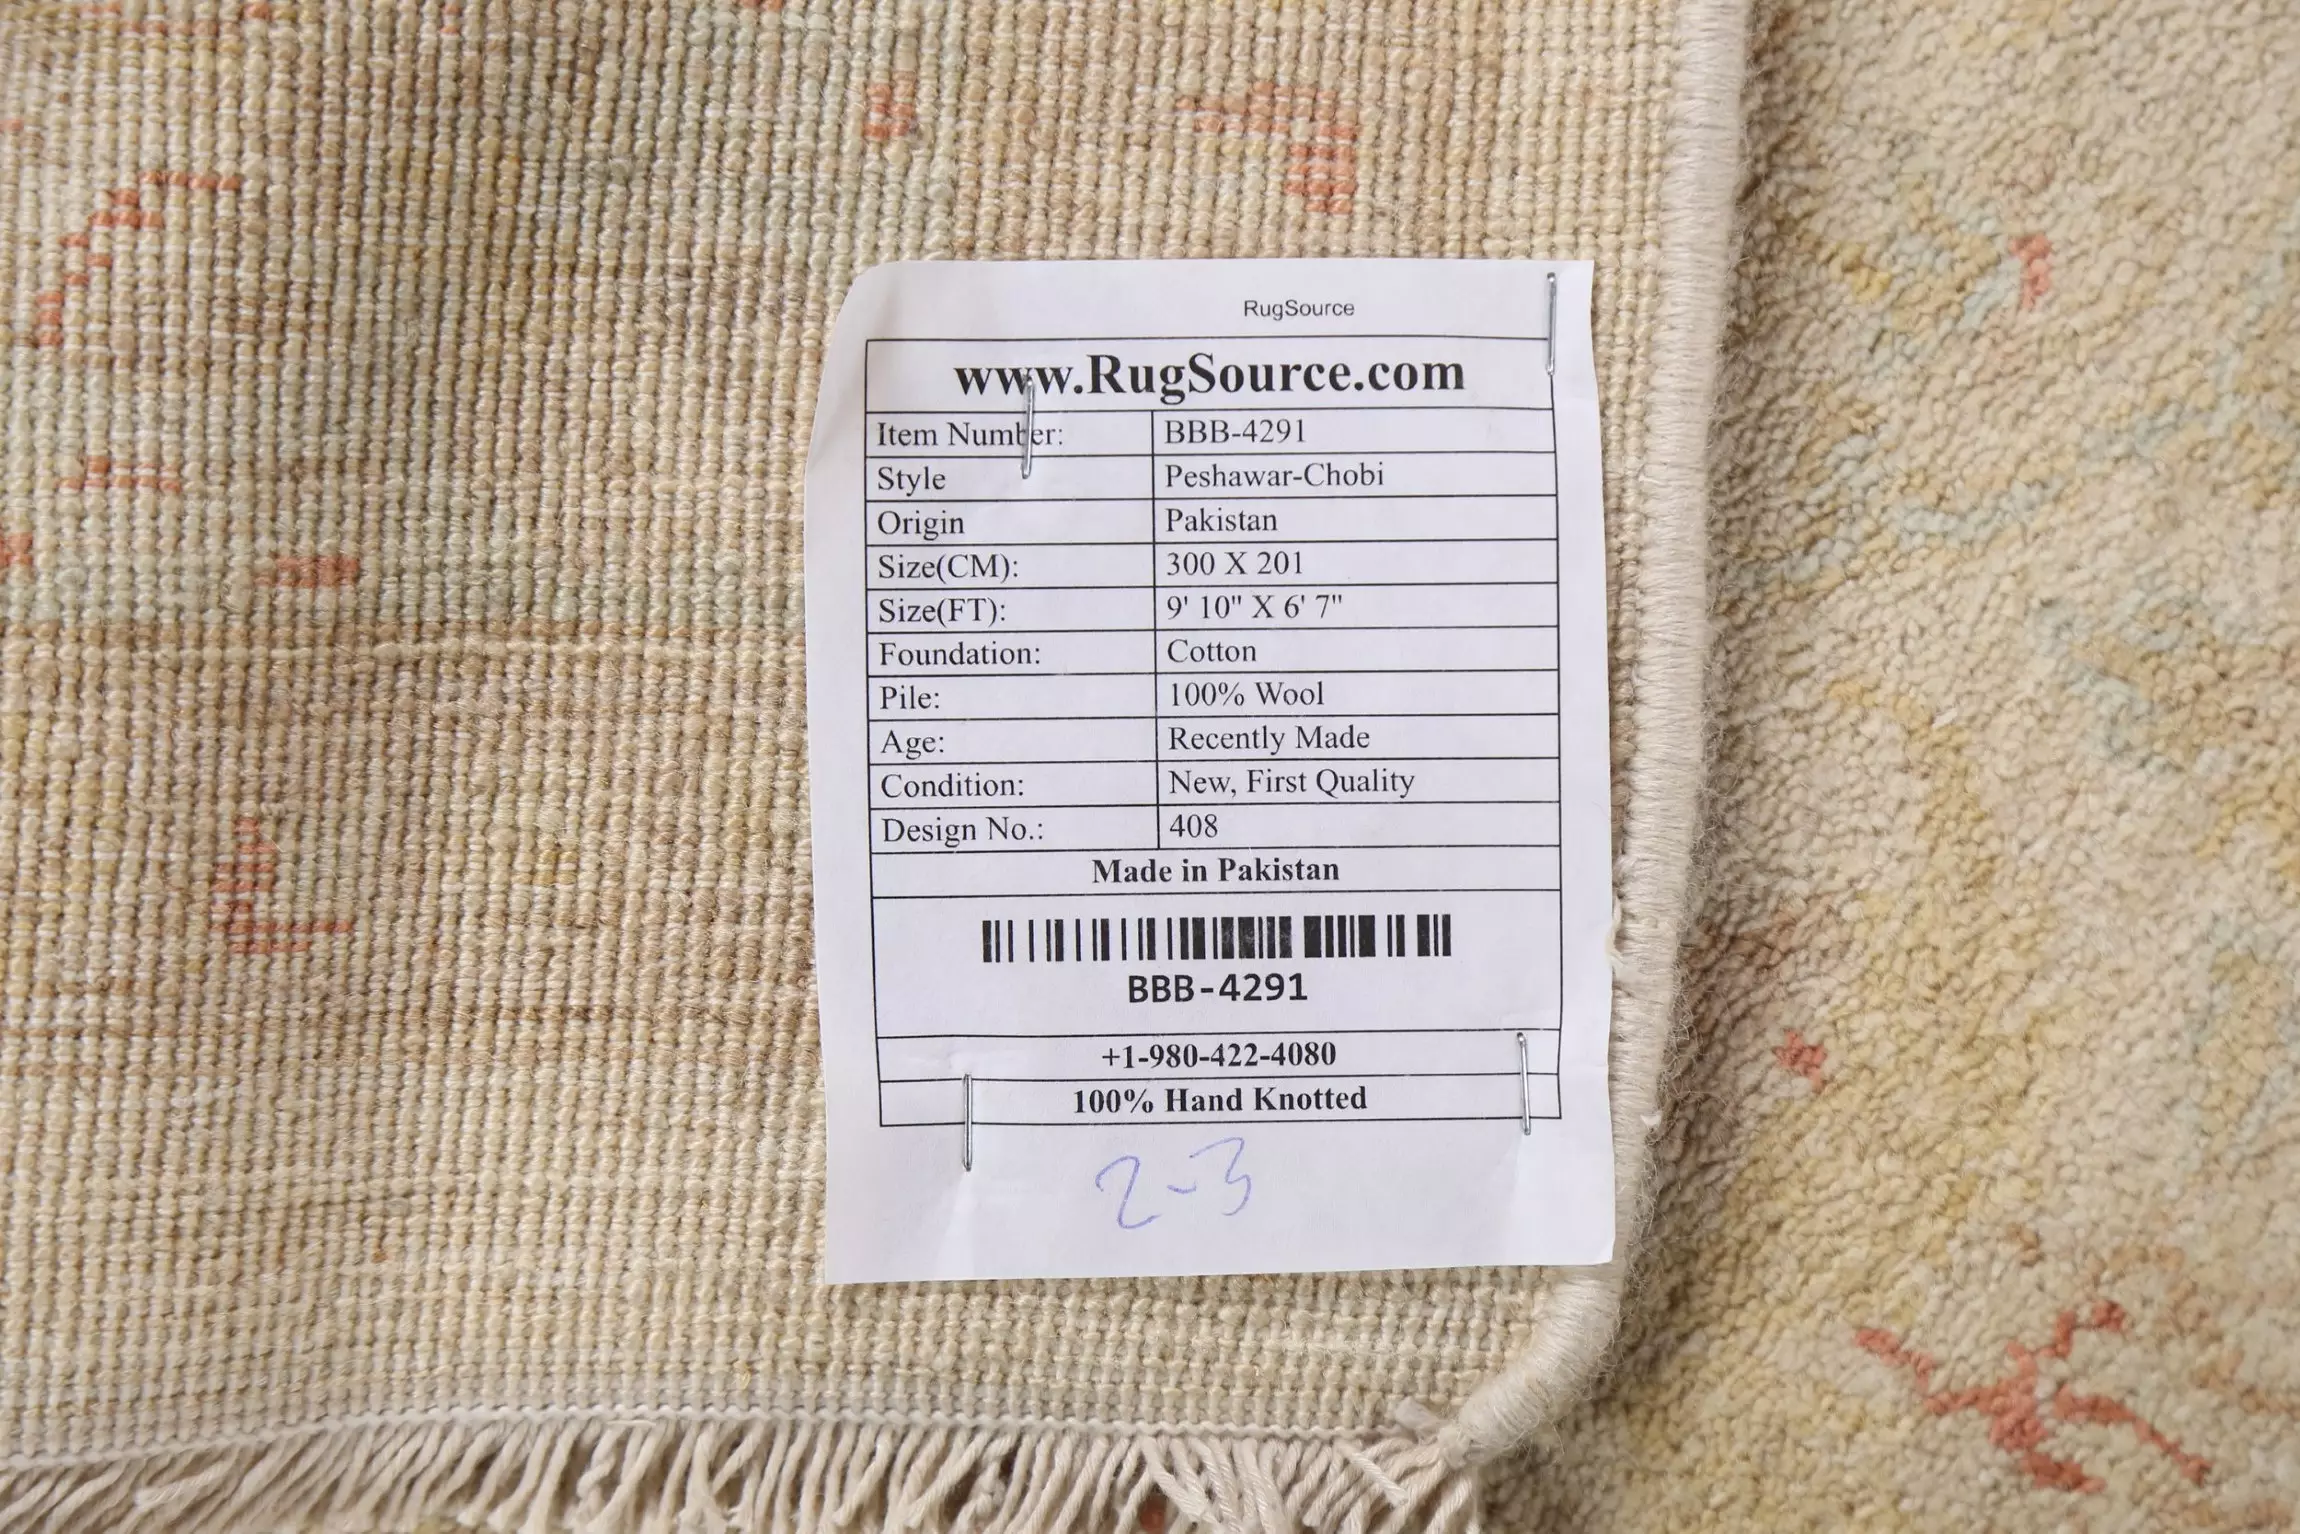 RugSource
www.RugSource.com
Item Number: BBB-4291
Style Peshawar-Chobi
Origin Pakistan
Size(CM): 300 X 201
Size(FT): 9' 10" X 6' 7"
Foundation: Cotton
Pile: 100% Wool
Age: Recently Made
Condition: New, First Quality
Design No.: 408
Made in Pakistan
BBB-4291
+1-980-422-4080
100% Hand Knotted
2-3